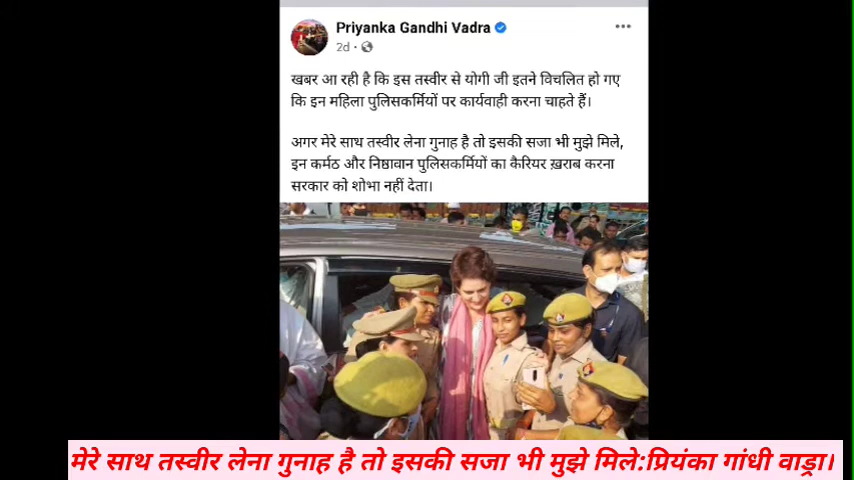 Priyanka Gandhi Vadra
2d
खबर आ रही है कि इस तस्वीर से योगी जी इतने विचलित हो गए
कि इन महिला पुलिसकर्मियों पर कार्यवाही करना चाहते हैं।
अगर मेरे साथ तस्वीर लेना गुनाह है तो इसकी सजा भी मुझे मिले,
इन कर्मठ और निष्ठावान पुलिसकर्मियों का कैरियर ख़राब करना
सरकार को शोभा नहीं देता।
मेरे साथ तस्वीर लेना गुनाह है तो इसकी सजा भी मुझे मिले:प्रियंका गांधी वाड्रा।